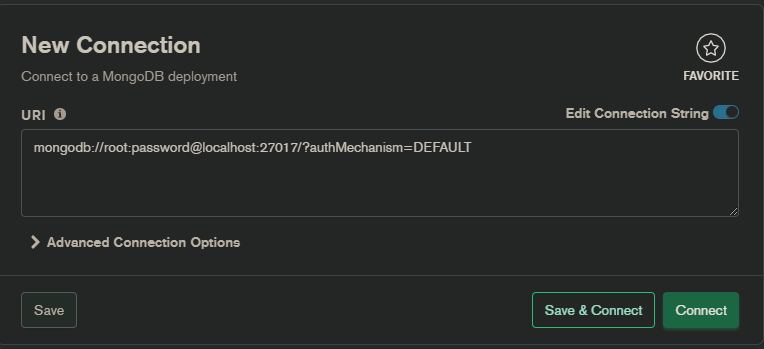 New Connection
Connect to a MongoDB deployment
FAVORITE
URI
Edit Connection String
mongodb://root:password@localhost:27017/?authMechanism=DEFAULT
Advanced Connection Options
Save
Save & Connect
Connect